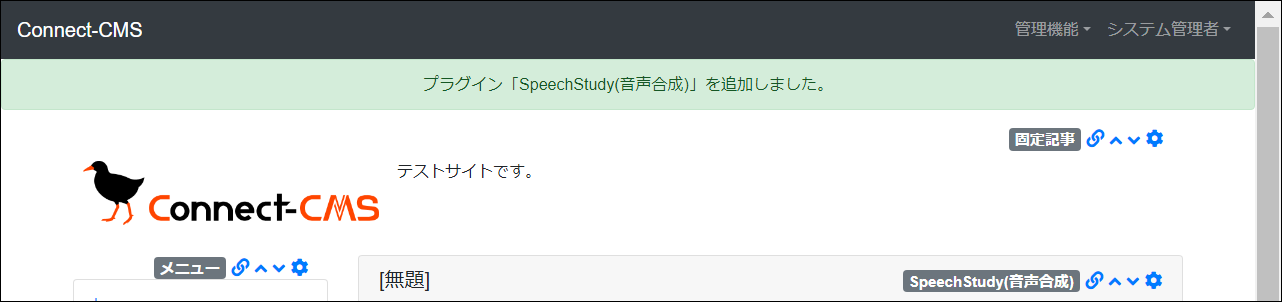 Connect-CMS
管理機能 システム管理者
プラグイン「SpeechStudy(音声合成)」を追加しました。
固定記事
テストサイトです。
Connect-CMS
メニュー
[無題]
SpeechStudy(音声合成)